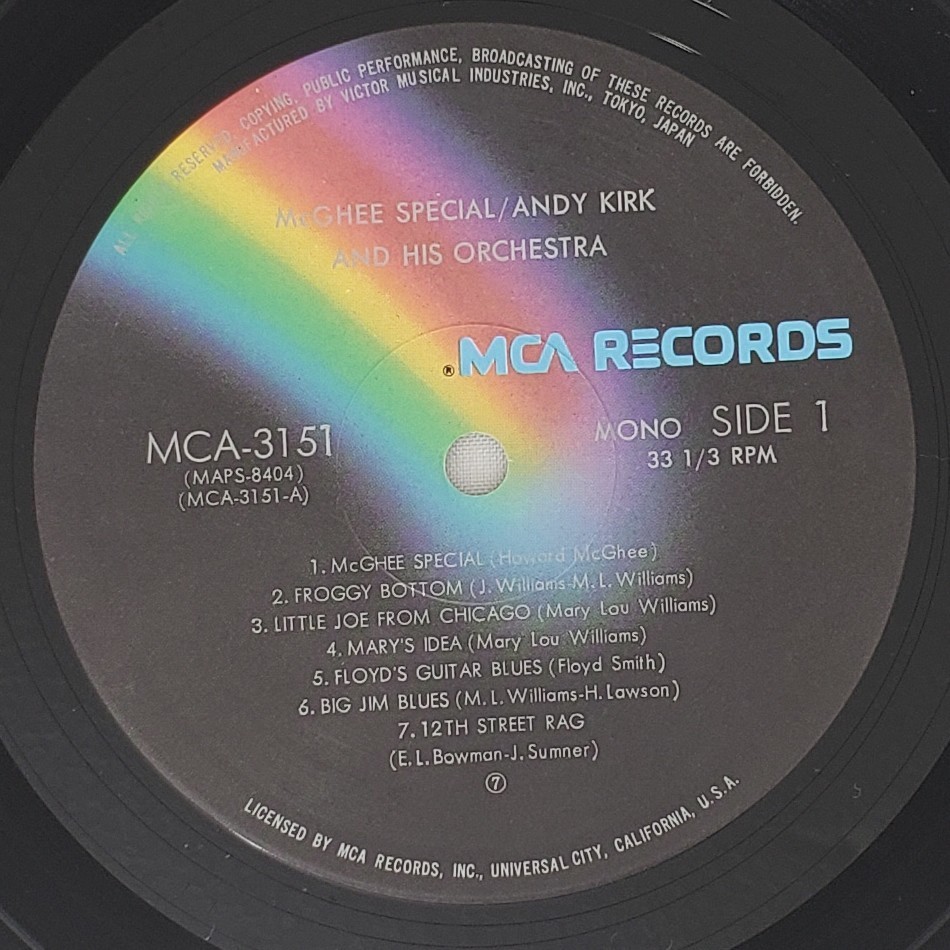 ALL RIGHTS RESERVED, COPYING, PUBLIC PERFORMANCE, BROADCASTING OF THESE RECORDS ARE FORBIDDEN.
MANUFACTURED BY VICTOR MUSICAL INDUSTRIES, INC., TOKYO, JAPAN
McGHEE SPECIAL/ANDY KIRK
AND HIS ORCHESTRA
®MCA RECORDS
MCA-3151
(MAPS-8404)
(MCA-3151-A)
MONO SIDE 1
33 1/3 RPM
1. McGHEE SPECIAL (Howard McGhee)
2. FROGGY BOTTOM (J. Williams-M. L. Williams)
3. LITTLE JOE FROM CHICAGO (Mary Lou Williams)
4. MARY'S IDEA (Mary Lou Williams)
5. FLOYD'S GUITAR BLUES (Floyd Smith)
6. BIG JIM BLUES (M. L. Williams-H. Lawson)
7. 12TH STREET RAG
(E. L. Bowman-J. Sumner)
⑦
LICENSED BY MCA RECORDS, INC., UNIVERSAL CITY, CALIFORNIA, U.S.A.